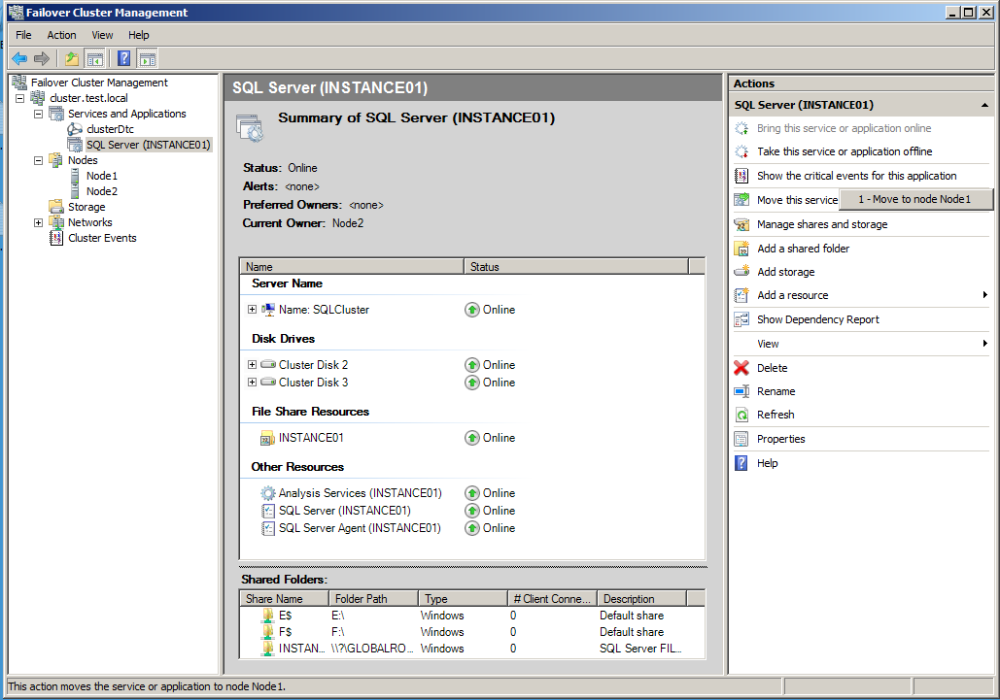 Failover Cluster Management
File Action View Help
Failover Cluster Management
cluster.test.local
Services and Applications
clusterDtc
SQL Server (INSTANCE01)
Nodes
Node1
Node2
Storage
Networks
Cluster Events
SQL Server (INSTANCE01)
Summary of SQL Server (INSTANCE01)
Status: Online
Alerts: <none>
Preferred Owners: <none>
Current Owner: Node2
Name Status
Server Name
Name: SQLCluster Online
Disk Drives
Cluster Disk 2 Online
Cluster Disk 3 Online
File Share Resources
INSTANCE01 Online
Other Resources
Analysis Services (INSTANCE01) Online
SQL Server (INSTANCE01) Online
SQL Server Agent (INSTANCE01) Online
Shared Folders:
Share Name Folder Path Type # Client Conne... Description
E$ E:\ Windows 0 Default share
F$ F:\ Windows 0 Default share
INSTAN... \\?\GLOBALRO... Windows 0 SQL Server FIL...
Actions
SQL Server (INSTANCE01)
Bring this service or application online
Take this service or application offline
Show the critical events for this application
Move this service
1 - Move to node Node1
Manage shares and storage
Add a shared folder
Add storage
Add a resource
Show Dependency Report
View
Delete
Rename
Refresh
Properties
Help
This action moves the service or application to node Node1.